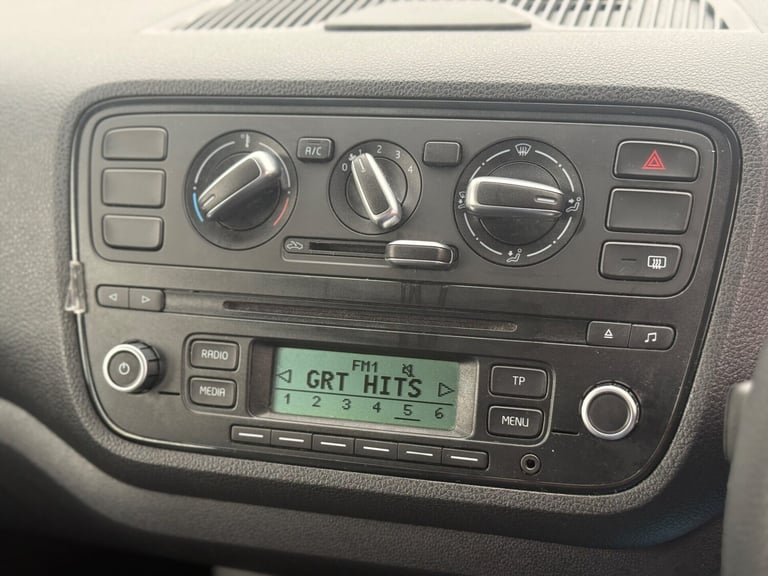 A/C
0 1 2 3 4
RADIO
MEDIA
FM1
GRT HITS
1 2 3 4 5 6
TP
MENU